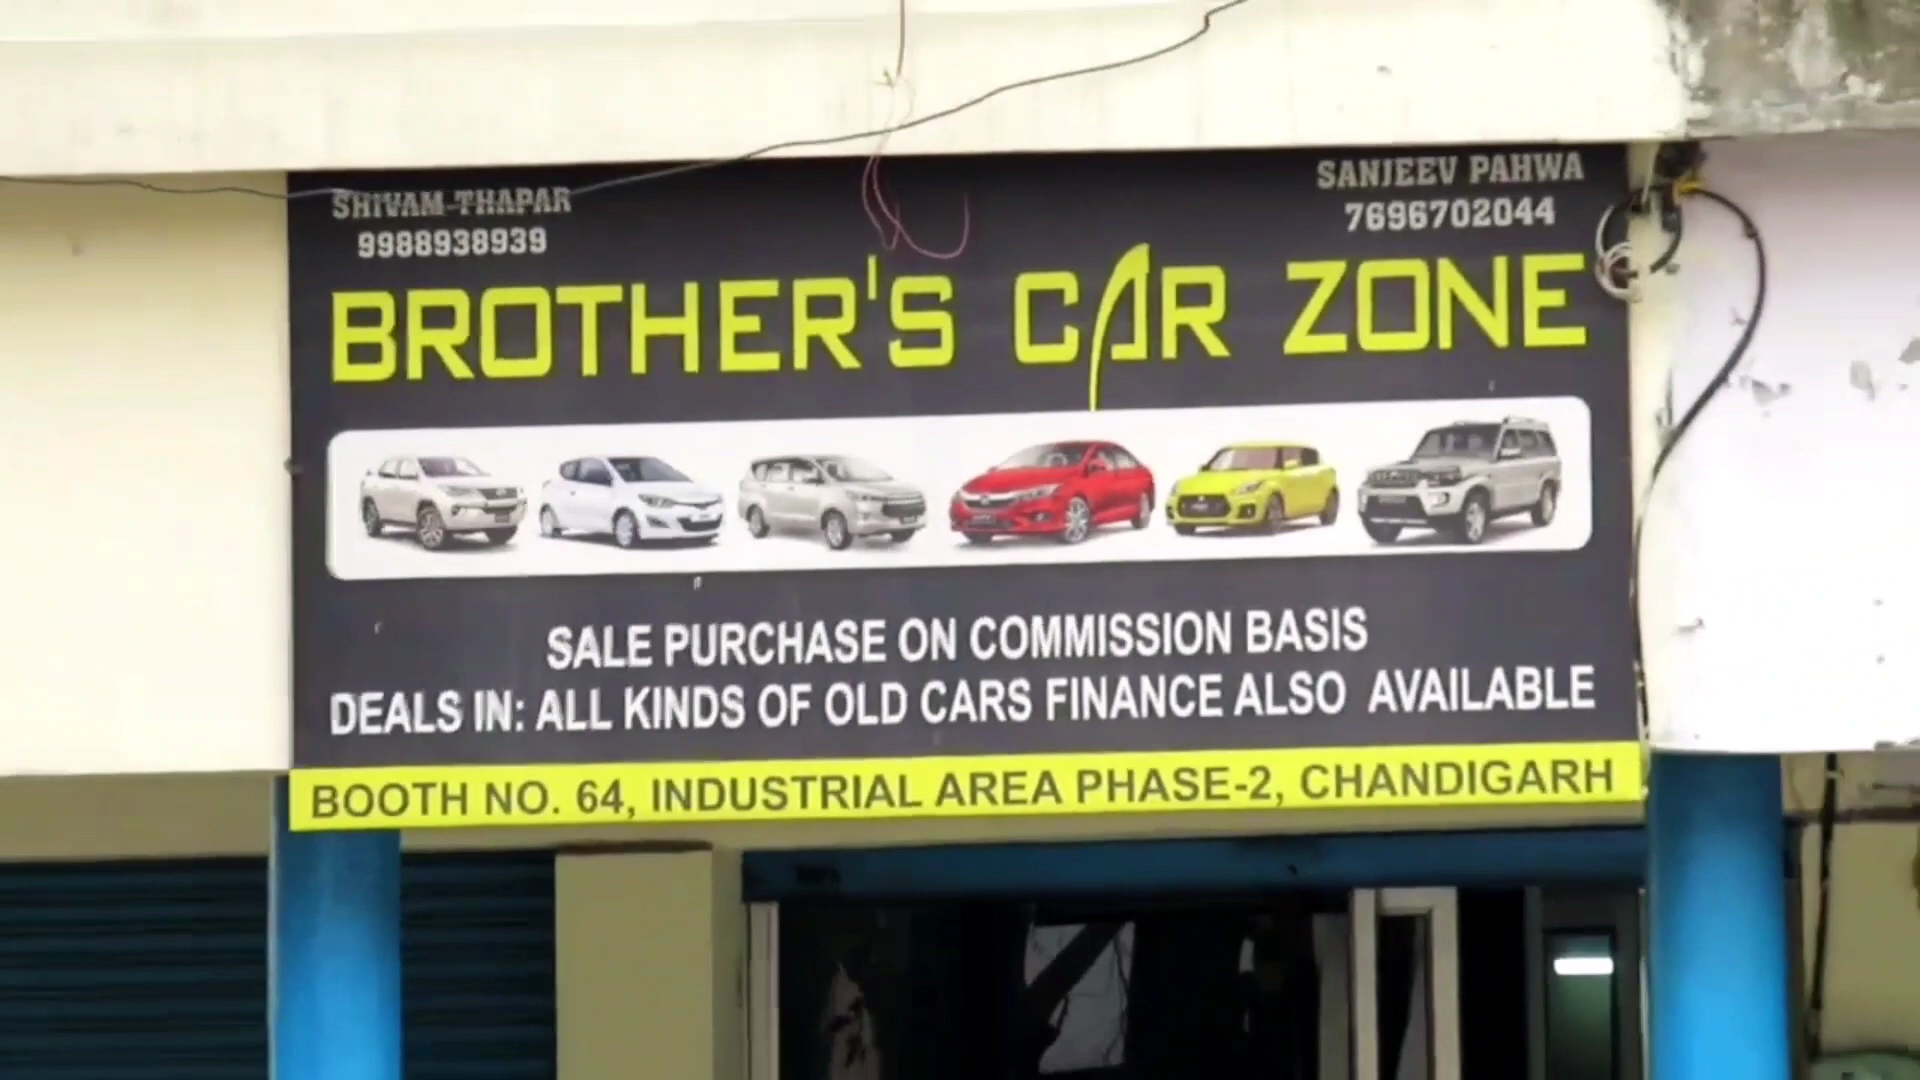 SHIVAM THAPAR
9988938939
SANJEEV PAHWA
7696702044
BROTHER'S CAR ZONE
SALE PURCHASE ON COMMISSION BASIS
DEALS IN: ALL KINDS OF OLD CARS FINANCE ALSO AVAILABLE
BOOTH NO. 64, INDUSTRIAL AREA PHASE-2, CHANDIGARH